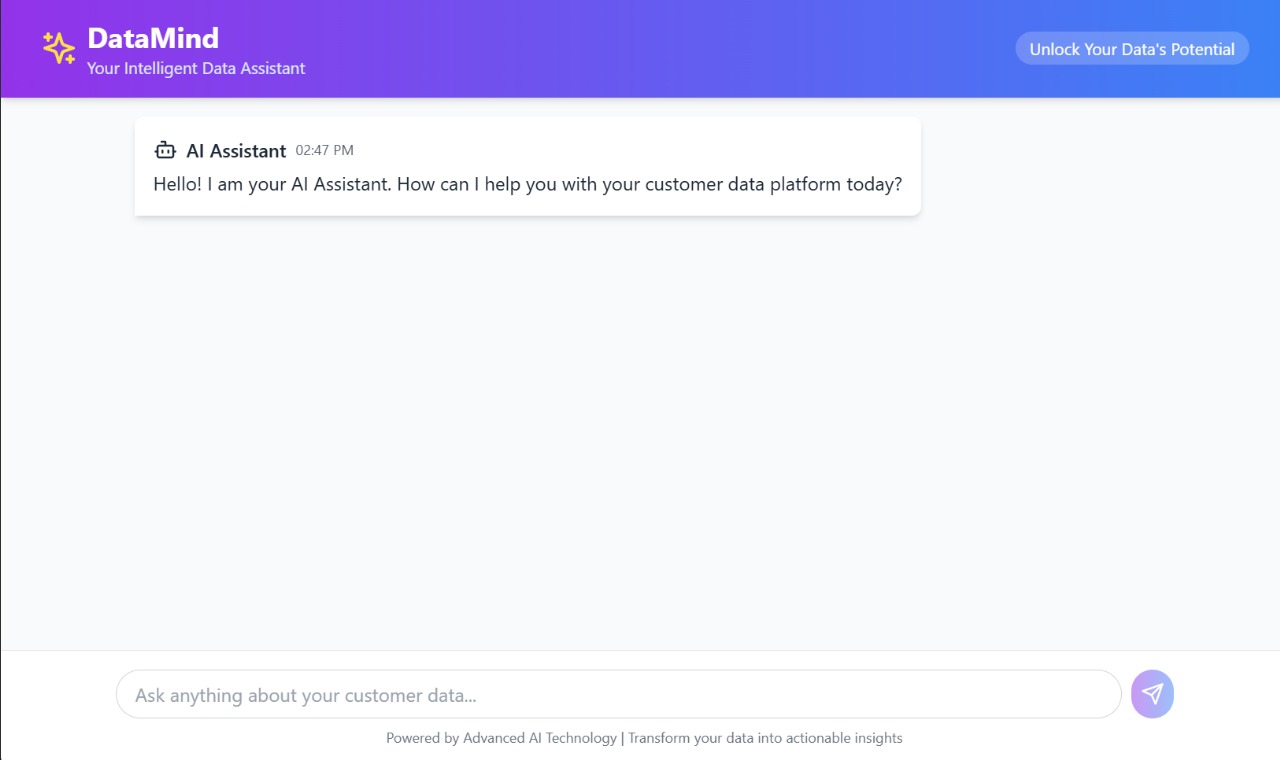 DataMind
Your Intelligent Data Assistant
Unlock Your Data's Potential
AI Assistant 02:47 PM
Hello! I am your AI Assistant. How can I help you with your customer data platform today?
Ask anything about your customer data...
Powered by Advanced AI Technology | Transform your data into actionable insights